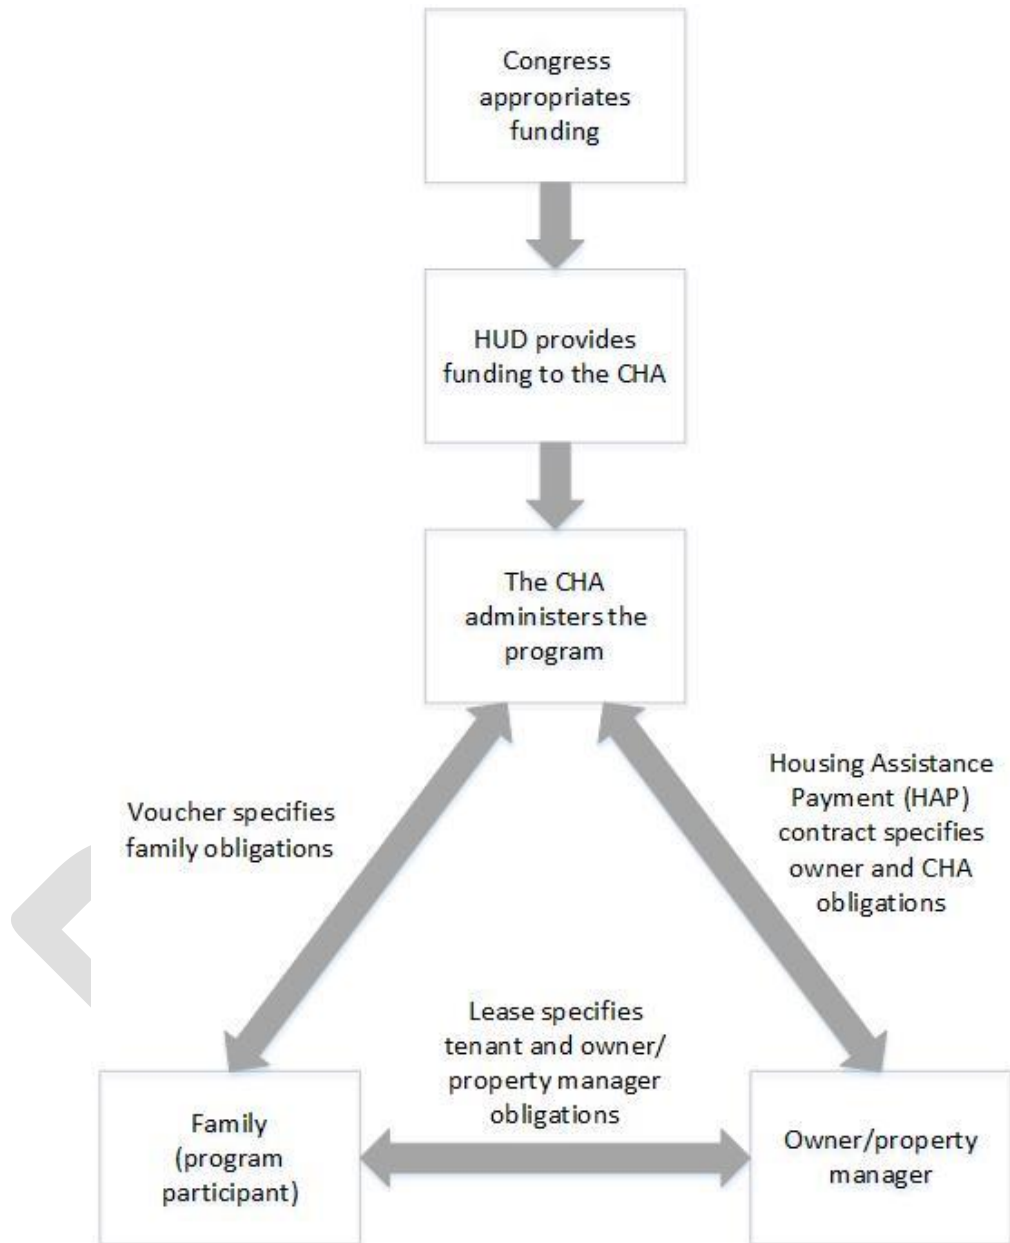 Congress
appropriates
funding
HUD provides
funding to the CHA
The CHA
administers the
program
Voucher specifies
family obligations
Housing Assistance
Payment (HAP)
contract specifies
owner and CHA
obligations
Lease specifies
tenant and owner/
property manager
obligations
Family
(program
participant)
Owner/property
manager